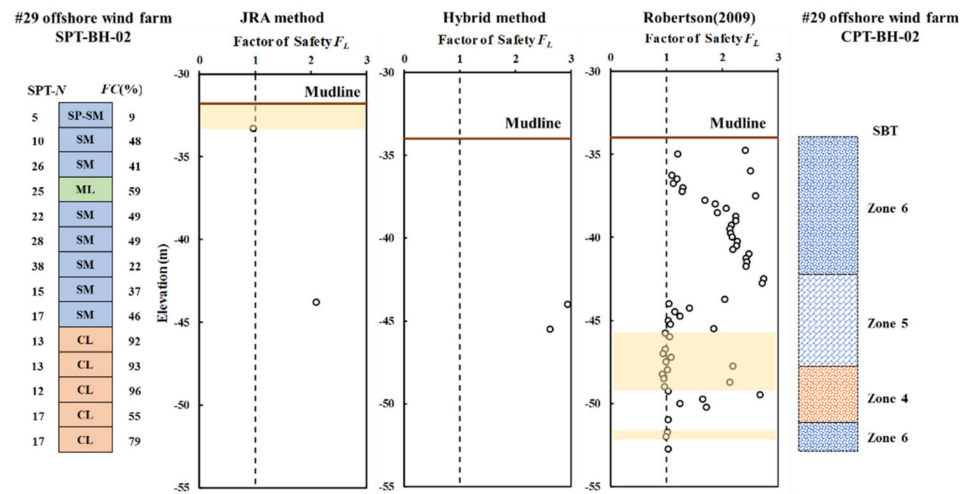 #29 offshore wind farm
SPT-BH-02
JRA method
Hybrid method
Robertson(2009)
#29 offshore wind farm
CPT-BH-02
Factor of Safety F_L
Factor of Safety F_L
Factor of Safety F_L
0 1 2 3
0 1 2 3
0 1 2 3
SPT-N FC(%)
5 SP-SM 9
10 SM 48
26 SM 41
25 ML 59
22 SM 49
28 SM 49
38 SM 22
15 SM 37
17 SM 46
13 CL 92
13 CL 93
12 CL 96
17 CL 55
17 CL 79
Elevation (m)
-30
-35
-40
-45
-50
-55
Mudline
-30
-35
-40
-45
-50
-55
Mudline
-30
-35
-40
-45
-50
-55
Mudline
SBT
Zone 6
Zone 5
Zone 4
Zone 6